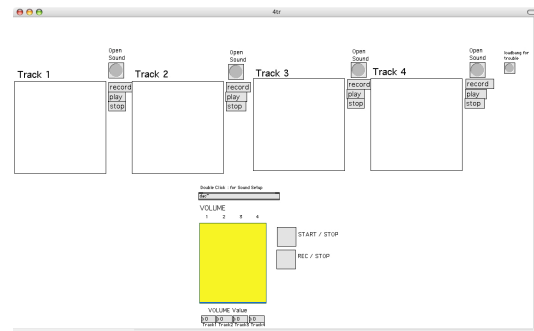 4tr
Open
Sound
Open
Sound
Open
Sound
Open
Sound
loadbang for
trouble
Track 1
Track 2
Track 3
Track 4
record
play
stop
record
play
stop
record
play
stop
record
play
stop
Double Click : for Sound Setup
dac~
VOLUME
1 2 3 4
START / STOP
REC / STOP
VOLUME Value
0 0 0 0
Track1 Track2 Track3 Track4